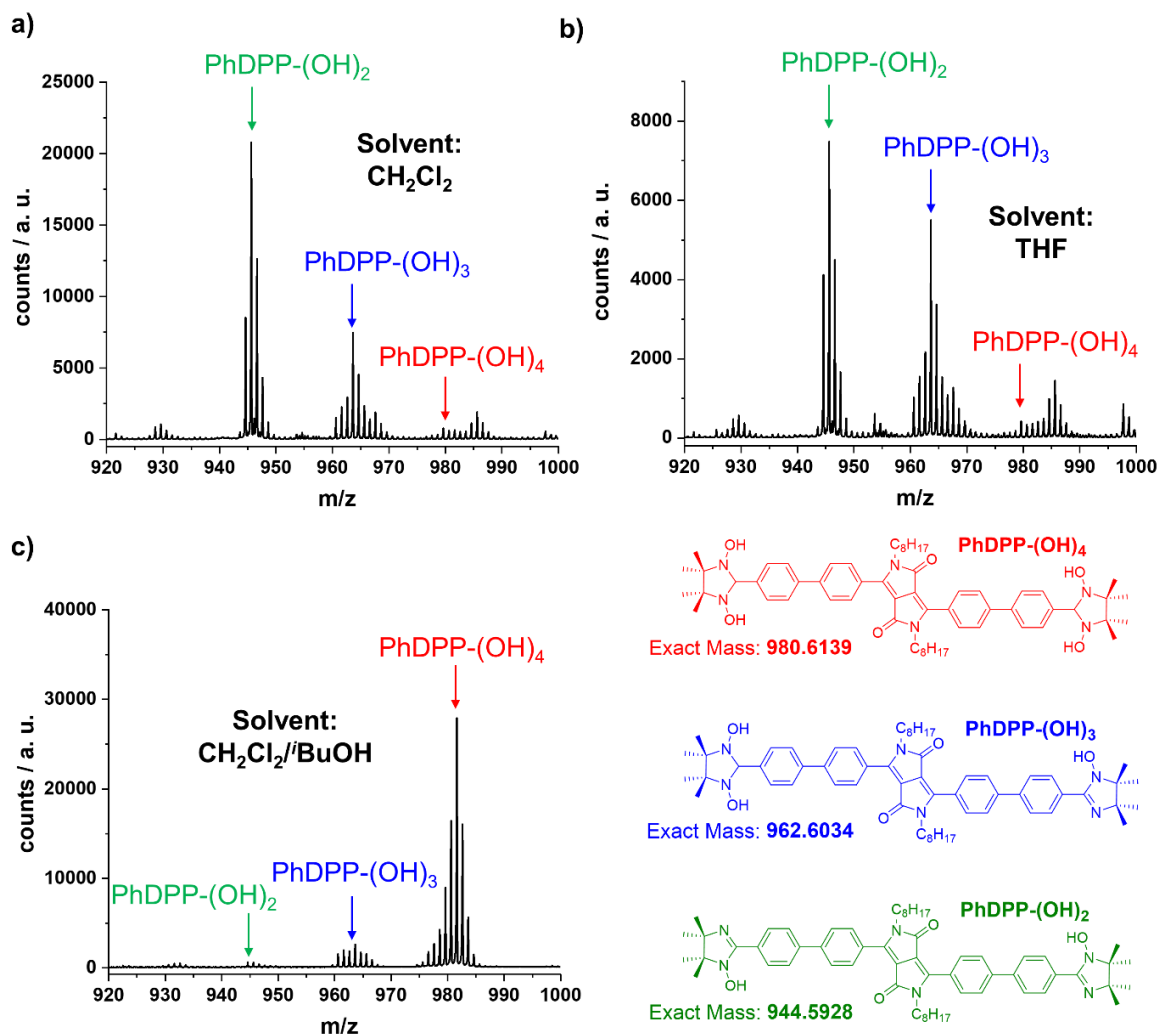 a)
PhDPP-(OH)₂
Solvent:
CH₂Cl₂
PhDPP-(OH)₃
PhDPP-(OH)₄
counts / a. u.
25000
20000
15000
10000
5000
0
920 930 940 950 960 970 980 990 1000
m/z
b)
PhDPP-(OH)₂
PhDPP-(OH)₃
Solvent:
THF
PhDPP-(OH)₄
counts / a. u.
8000
6000
4000
2000
0
920 930 940 950 960 970 980 990 1000
m/z
c)
PhDPP-(OH)₄
Solvent:
CH₂Cl₂/ⁱBuOH
PhDPP-(OH)₃
PhDPP-(OH)₂
counts / a. u.
40000
30000
20000
10000
0
920 930 940 950 960 970 980 990 1000
m/z
PhDPP-(OH)₄
C₈H₁₇
OH
N
O
HO
N
N
N
OH
O
N
C₈H₁₇
N
HO
Exact Mass: 980.6139
PhDPP-(OH)₃
C₈H₁₇
OH
N
O
HO
N
N
N
OH
O
N
C₈H₁₇
N
Exact Mass: 962.6034
PhDPP-(OH)₂
C₈H₁₇
N
O
HO
N
N
N
OH
O
N
C₈H₁₇
N
Exact Mass: 944.5928